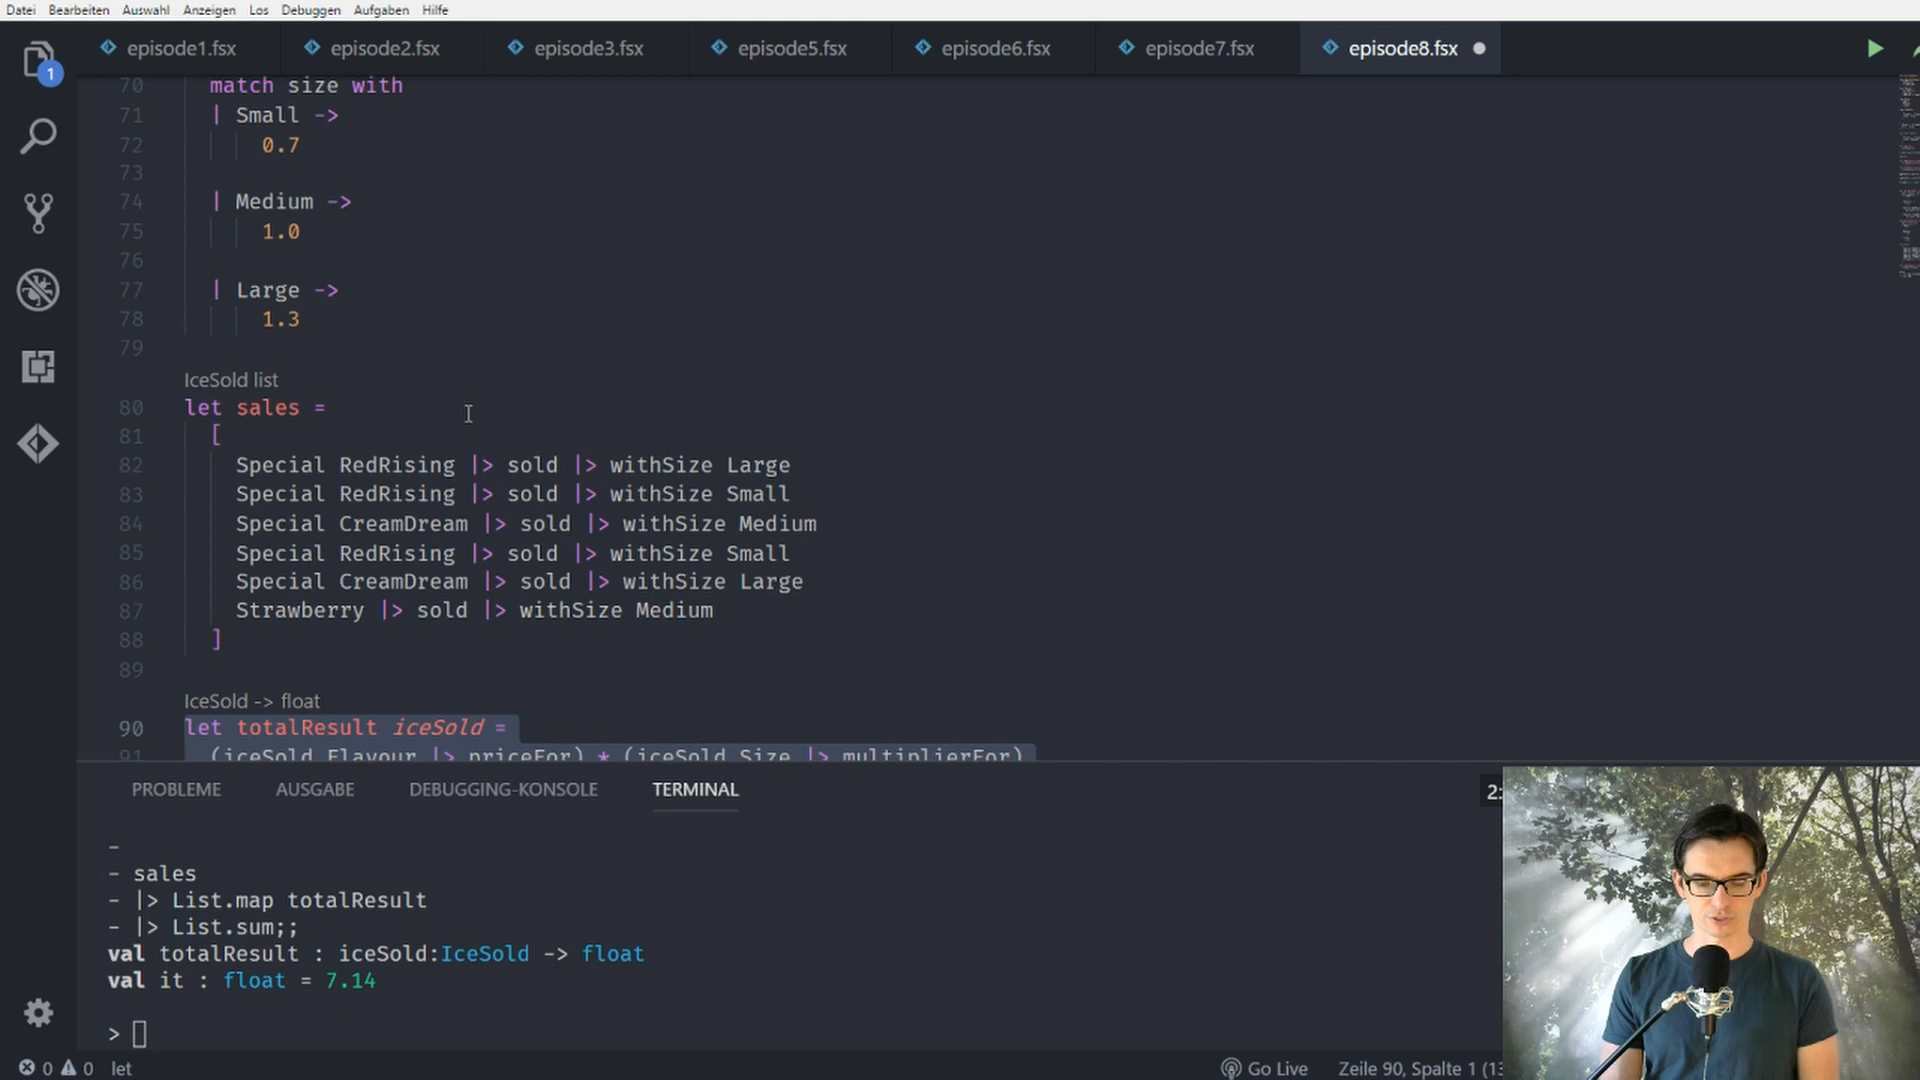 Datei Bearbeiten Auswahl Anzeigen Los Debuggen Aufgaben Hilfe
episode1.fsx episode2.fsx episode3.fsx episode5.fsx episode6.fsx episode7.fsx episode8.fsx
1
70 match size with
71 | Small ->
72 0.7
73
74 | Medium ->
75 1.0
76
77 | Large ->
78 1.3
79
IceSold list
80 let sales =
81 [
82 Special RedRising |> sold |> withSize Large
83 Special RedRising |> sold |> withSize Small
84 Special CreamDream |> sold |> withSize Medium
85 Special RedRising |> sold |> withSize Small
86 Special CreamDream |> sold |> withSize Large
87 Strawberry |> sold |> withSize Medium
88 ]
89
IceSold -> float
90 let totalResult iceSold =
91 (iceSold.Flavour |> priceFor) * (iceSold.Size |> multiplierFor)
PROBLEME AUSGABE DEBUGGING-KONSOLE TERMINAL 2:
-
- sales
- |> List.map totalResult
- |> List.sum;;
val totalResult : iceSold:IceSold -> float
val it : float = 7.14
>
0 0 let Go Live Zeile 90, Spalte 1 (13